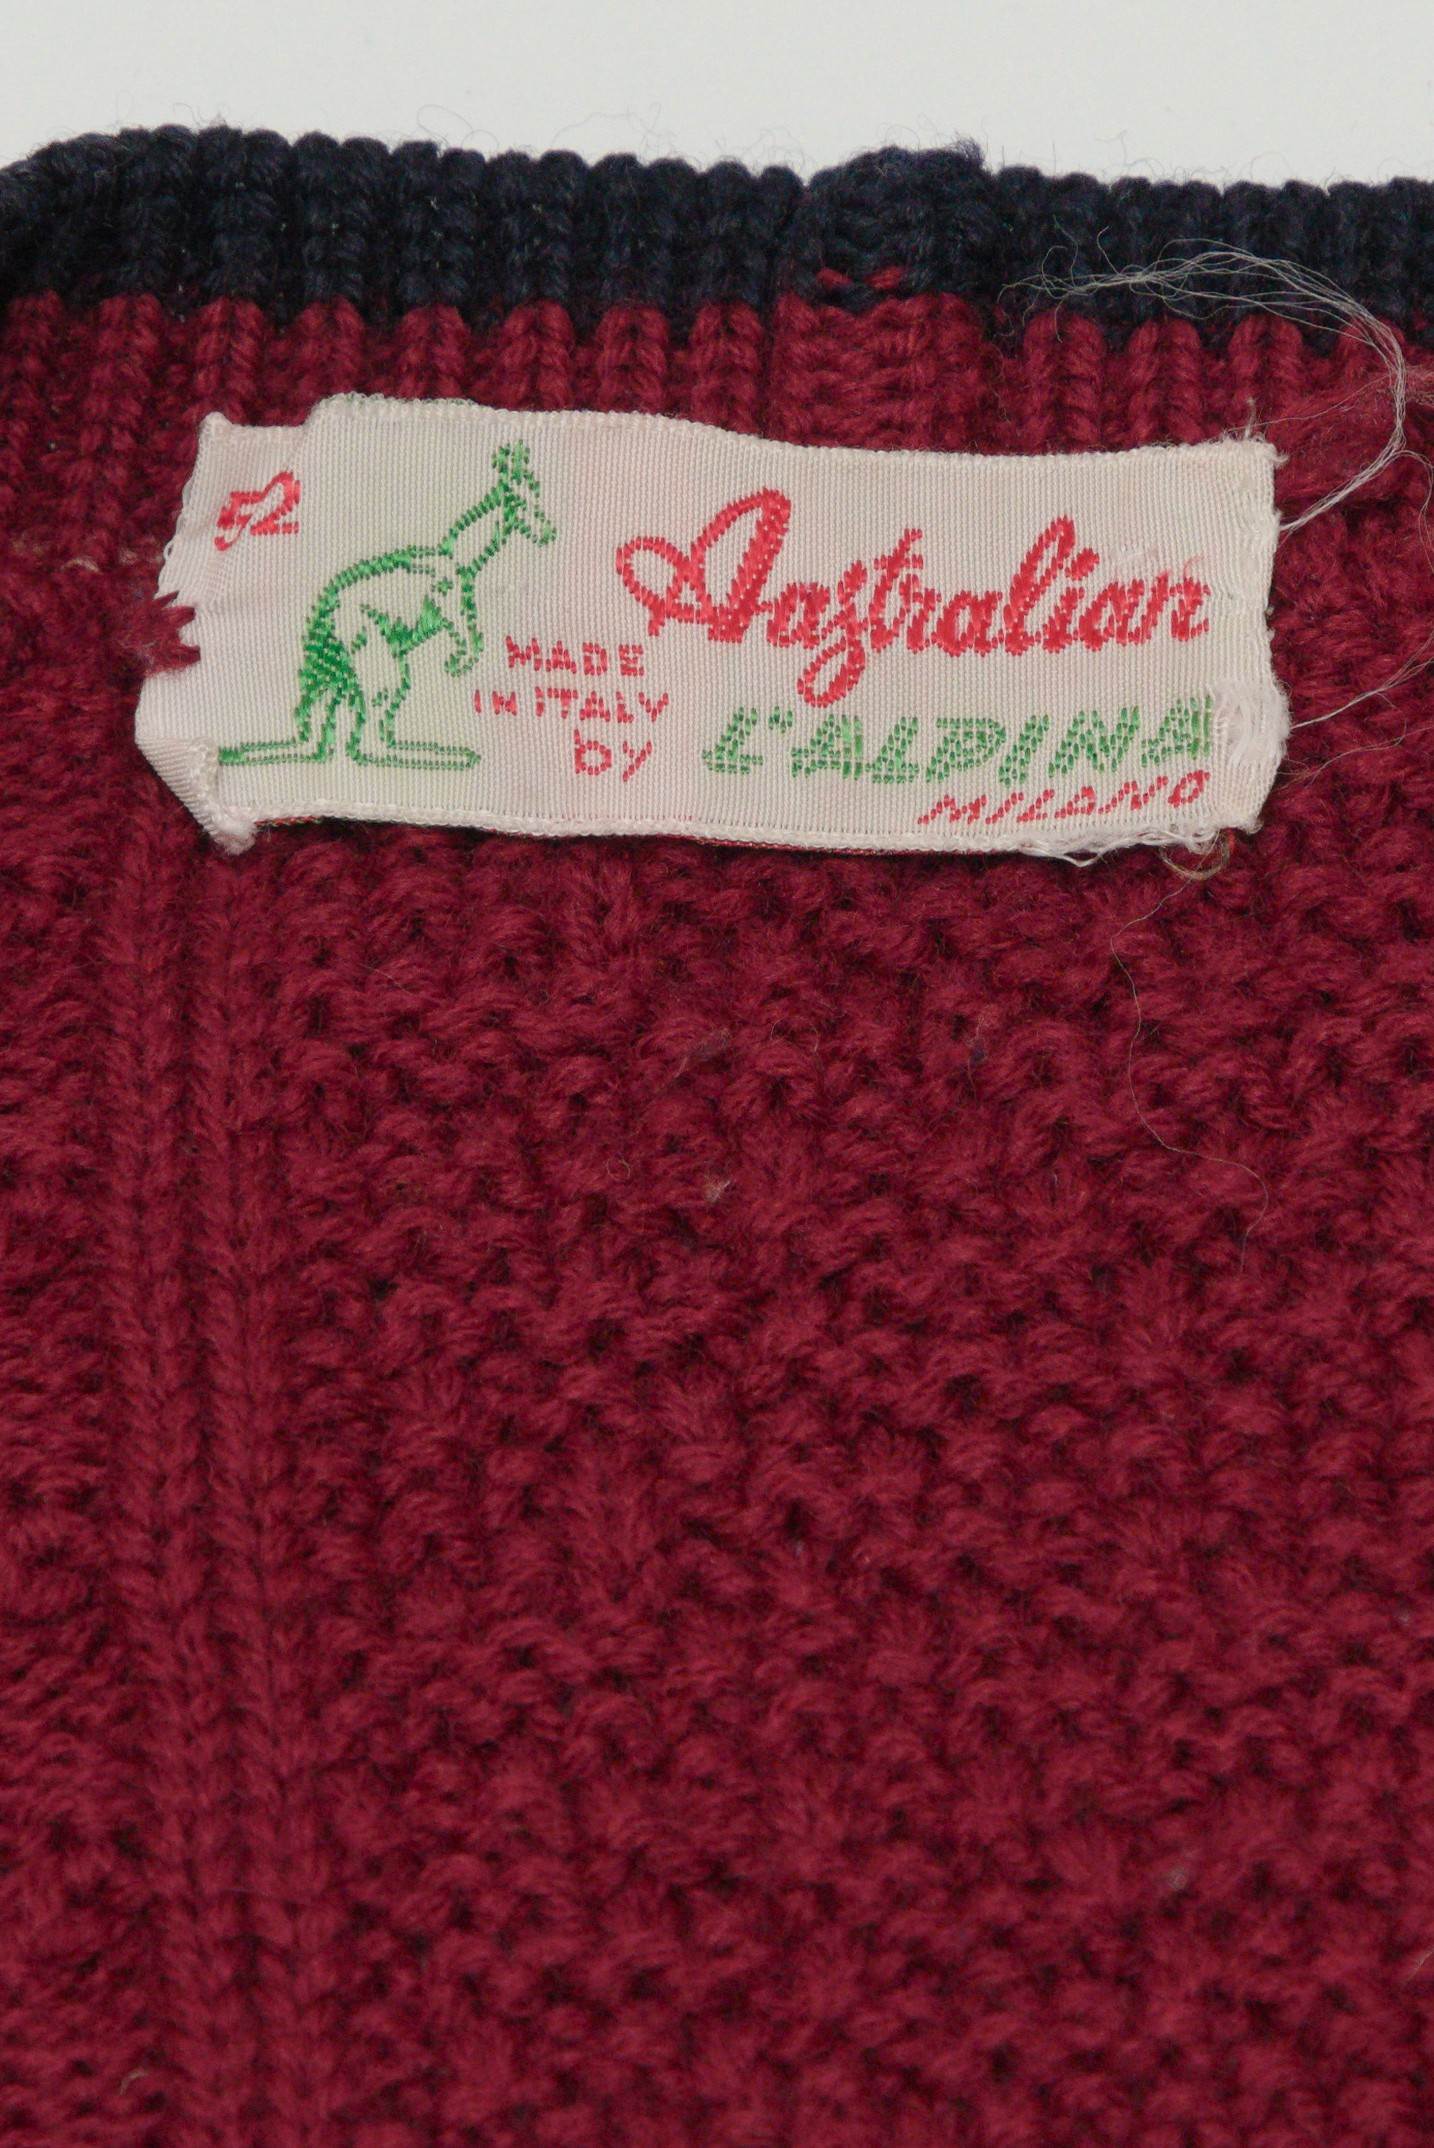 52
Australian
MADE
IN ITALY
by
L'ALPINA
MILANO